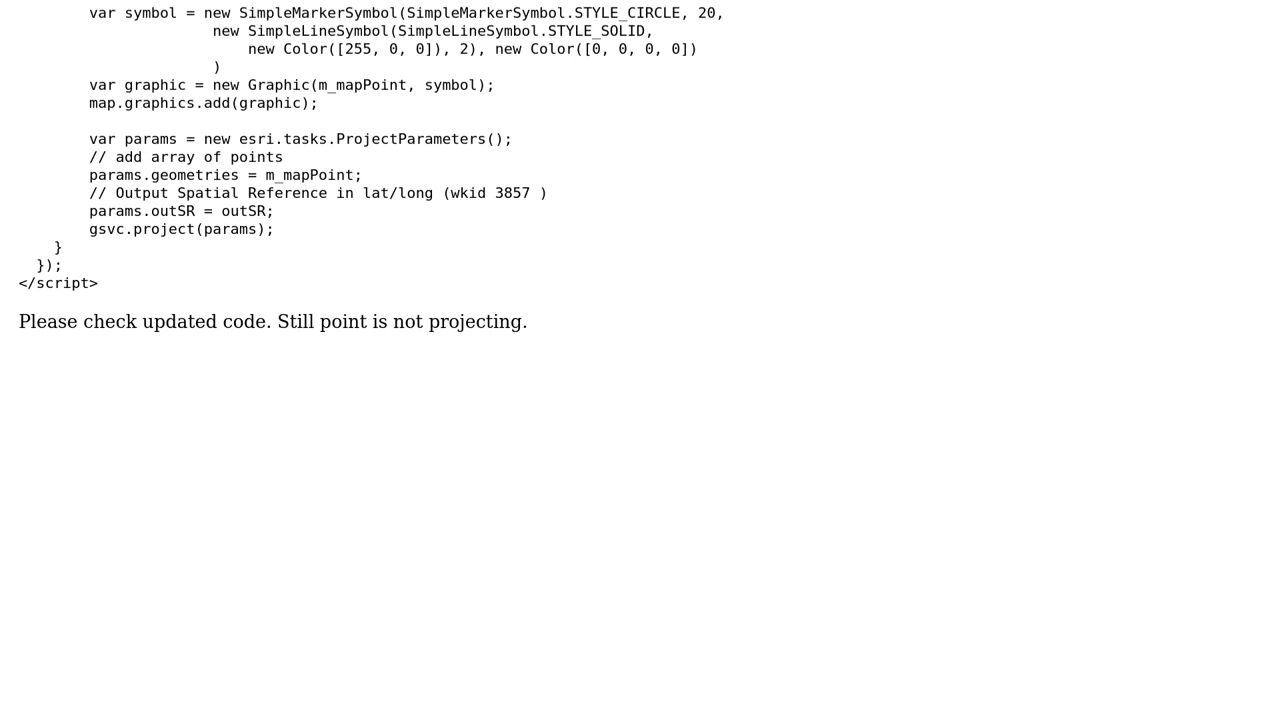 var symbol = new SimpleMarkerSymbol(SimpleMarkerSymbol.STYLE_CIRCLE, 20,
new SimpleLineSymbol(SimpleLineSymbol.STYLE_SOLID,
new Color([255, 0, 0]), 2), new Color([0, 0, 0, 0])
)
var graphic = new Graphic(m_mapPoint, symbol);
map.graphics.add(graphic);
var params = new esri.tasks.ProjectParameters();
// add array of points
params.geometries = m_mapPoint;
// Output Spatial Reference in lat/long (wkid 3857 )
params.outSR = outSR;
gsvc.project(params);
}
});
</script>
Please check updated code. Still point is not projecting.